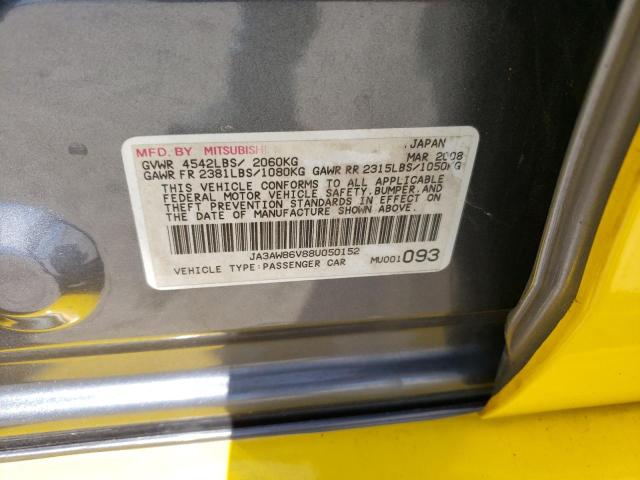 MFD. BY MITSUBISHI JAPAN
GVWR 4542LBS/ 2060KG MAR 2008
GAWR FR 2381LBS/1080KG GAWR RR 2315LBS/1050KG
THIS VEHICLE CONFORMS TO ALL APPLICABLE
FEDERAL MOTOR VEHICLE SAFETY,BUMPER,AND
THEFT PREVENTION STANDARDS IN EFFECT ON
THE DATE OF MANUFACTURE SHOWN ABOVE.
JA3AW86V88U050152
VEHICLE TYPE:PASSENGER CAR MU001 093